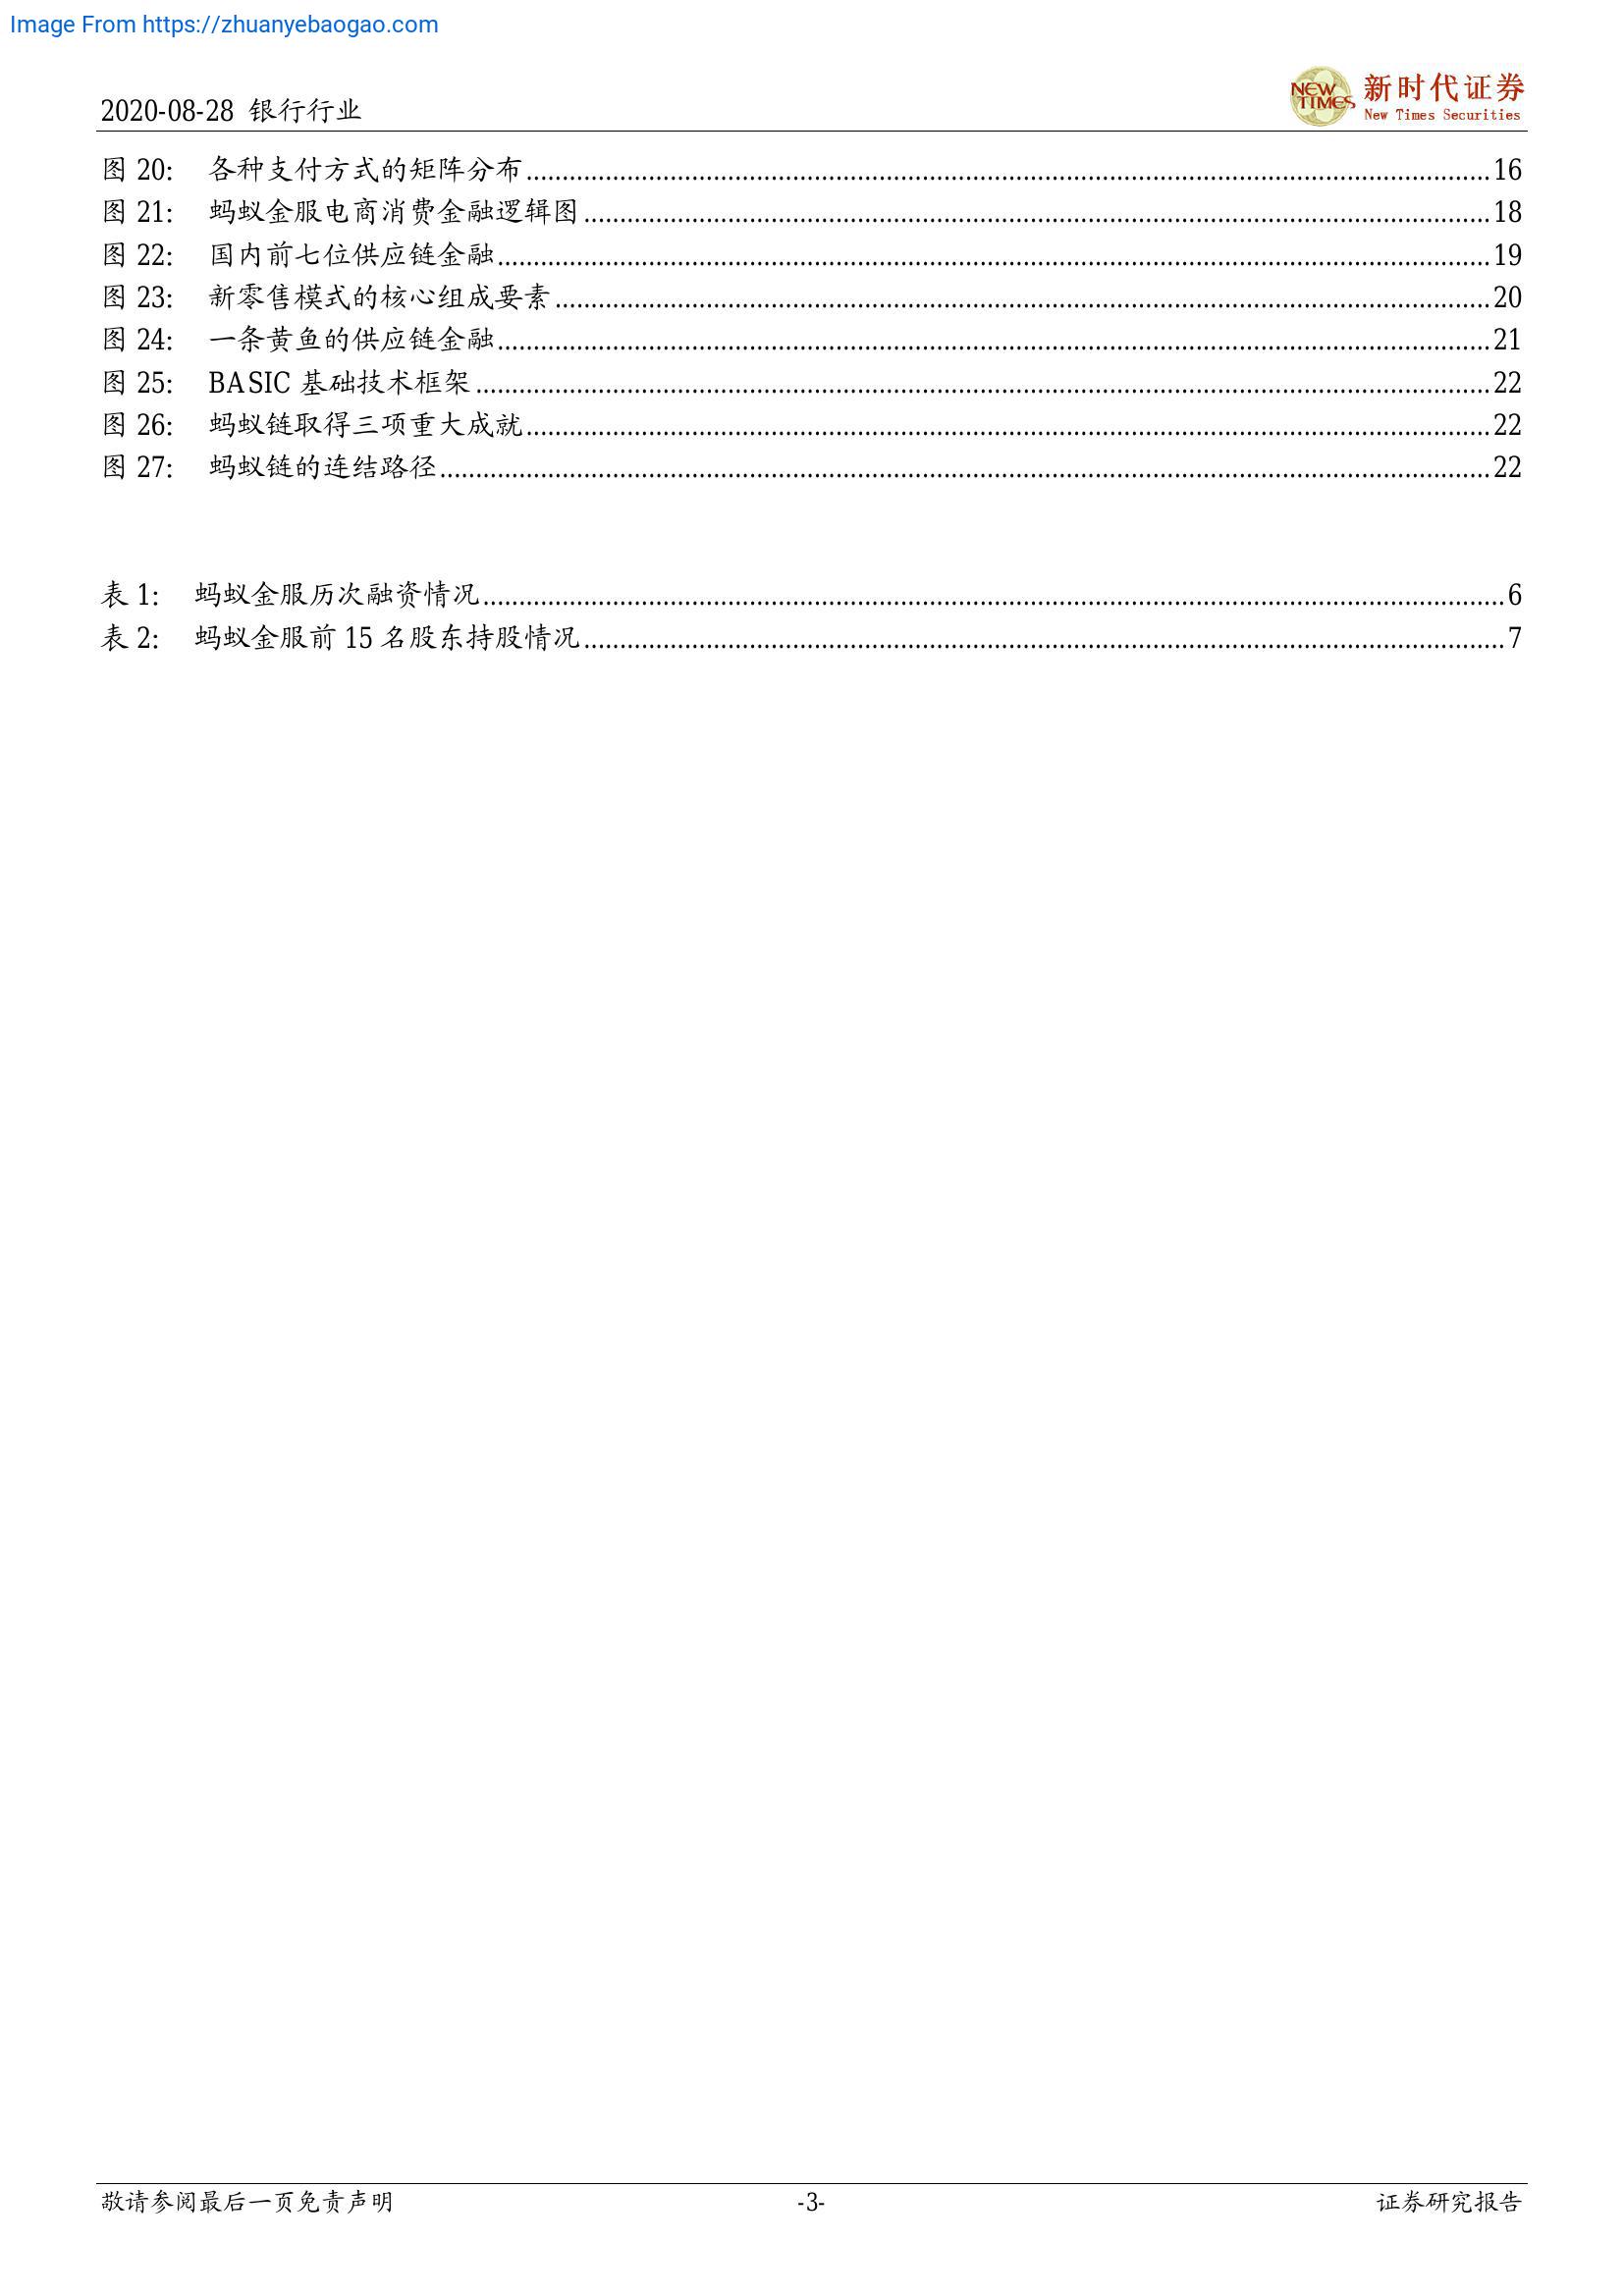 Image From https://zhuanyebaogao.com
2020-08-28 银行行业
NEW TIMES
新时代证券
New Times Securities
图 20: 各种支付方式的矩阵分布 16
图 21: 蚂蚁金服电商消费金融逻辑图 18
图 22: 国内前七位供应链金融 19
图 23: 新零售模式的核心组成要素 20
图 24: 一条黄鱼的供应链金融 21
图 25: BASIC 基础技术框架 22
图 26: 蚂蚁链取得三项重大成就 22
图 27: 蚂蚁链的连结路径 22
表 1: 蚂蚁金服历次融资情况 6
表 2: 蚂蚁金服前 15 名股东持股情况 7
敬请参阅最后一页免责声明 -3- 证券研究报告